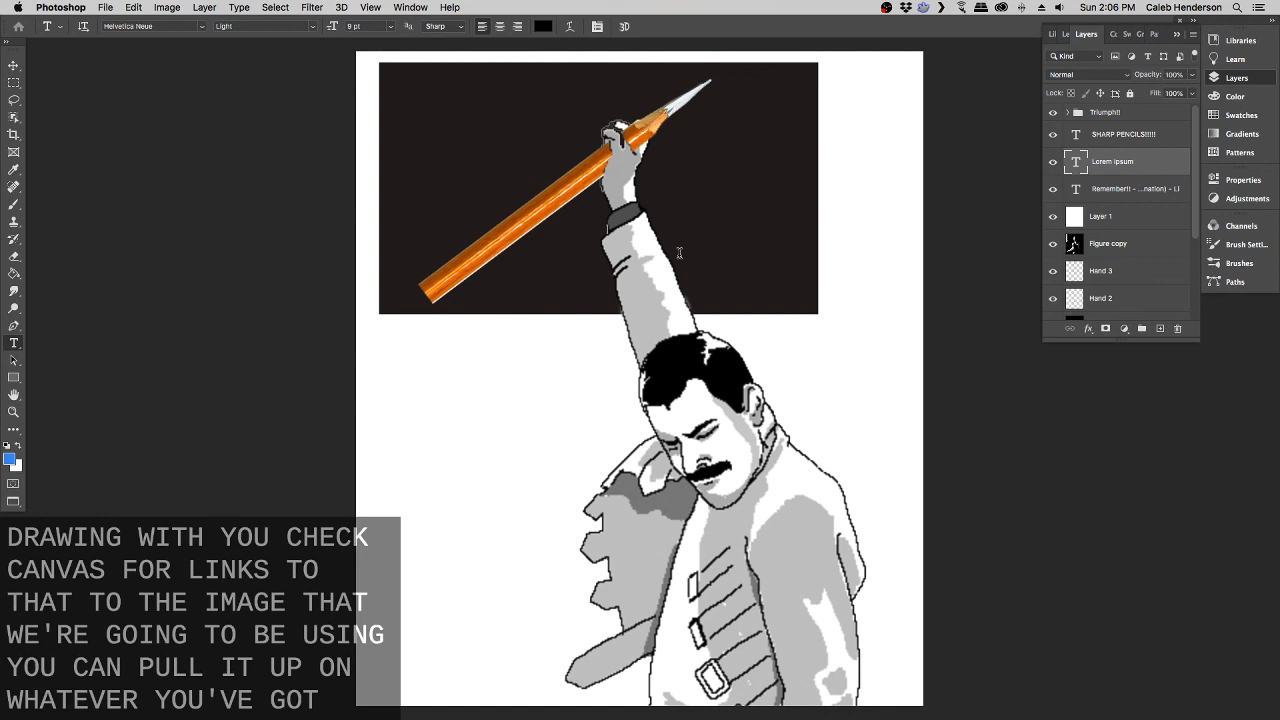 Photoshop File Edit Image Layer Type Select Filter 3D View Window Help
Sun 2:06 PM Caleb Henderson
T Helvetica Neue Light 9 pt Sharp 3D
Layers
Kind
Normal Opacity: 100%
Lock: Fill: 100%
Triumph!!
SHARP PENCILS!!!!!
Lorem Ipsum
Remember!! - ...nation) - LI
Layer 1
Figure copy
Hand 3
Hand 2
Libraries
Learn
Layers
Color
Swatches
Gradients
Patterns
Properties
Adjustments
Channels
Brush Setti...
Brushes
Paths
DRAWING WITH YOU CHECK
CANVAS FOR LINKS TO
THAT TO THE IMAGE THAT
WE'RE GOING TO BE USING
YOU CAN PULL IT UP ON
WHATEVER YOU'VE GOT